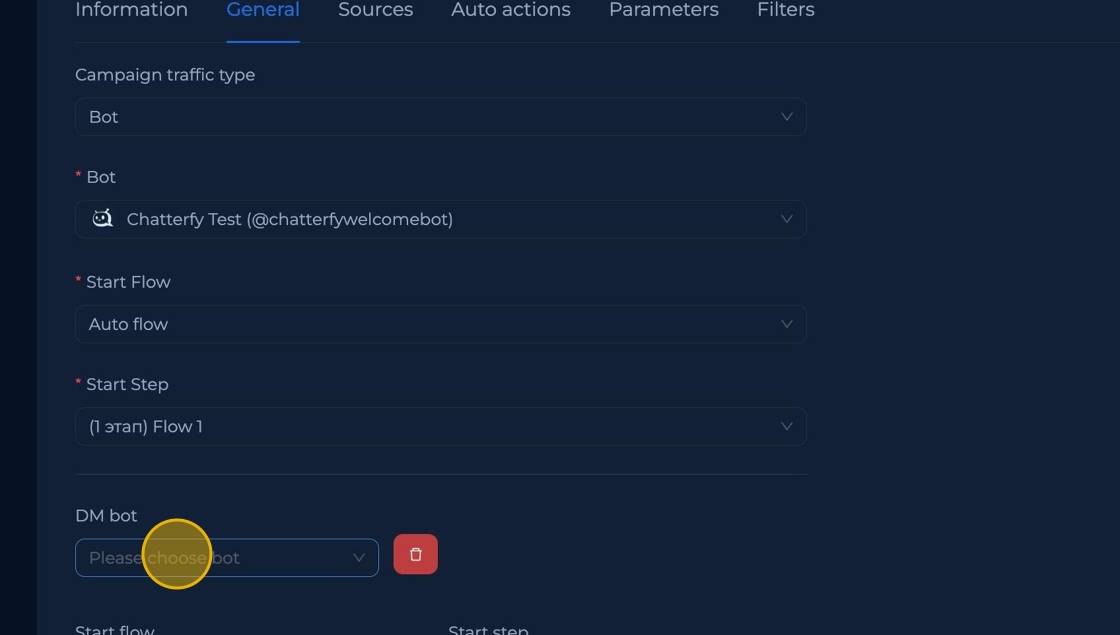 Information General Sources Auto actions Parameters Filters
Campaign traffic type
Bot
* Bot
Chatterfy Test (@chatterfywelcomebot)
* Start Flow
Auto flow
* Start Step
(1 этап) Flow 1
DM bot
Please choose bot
Start flow Start step